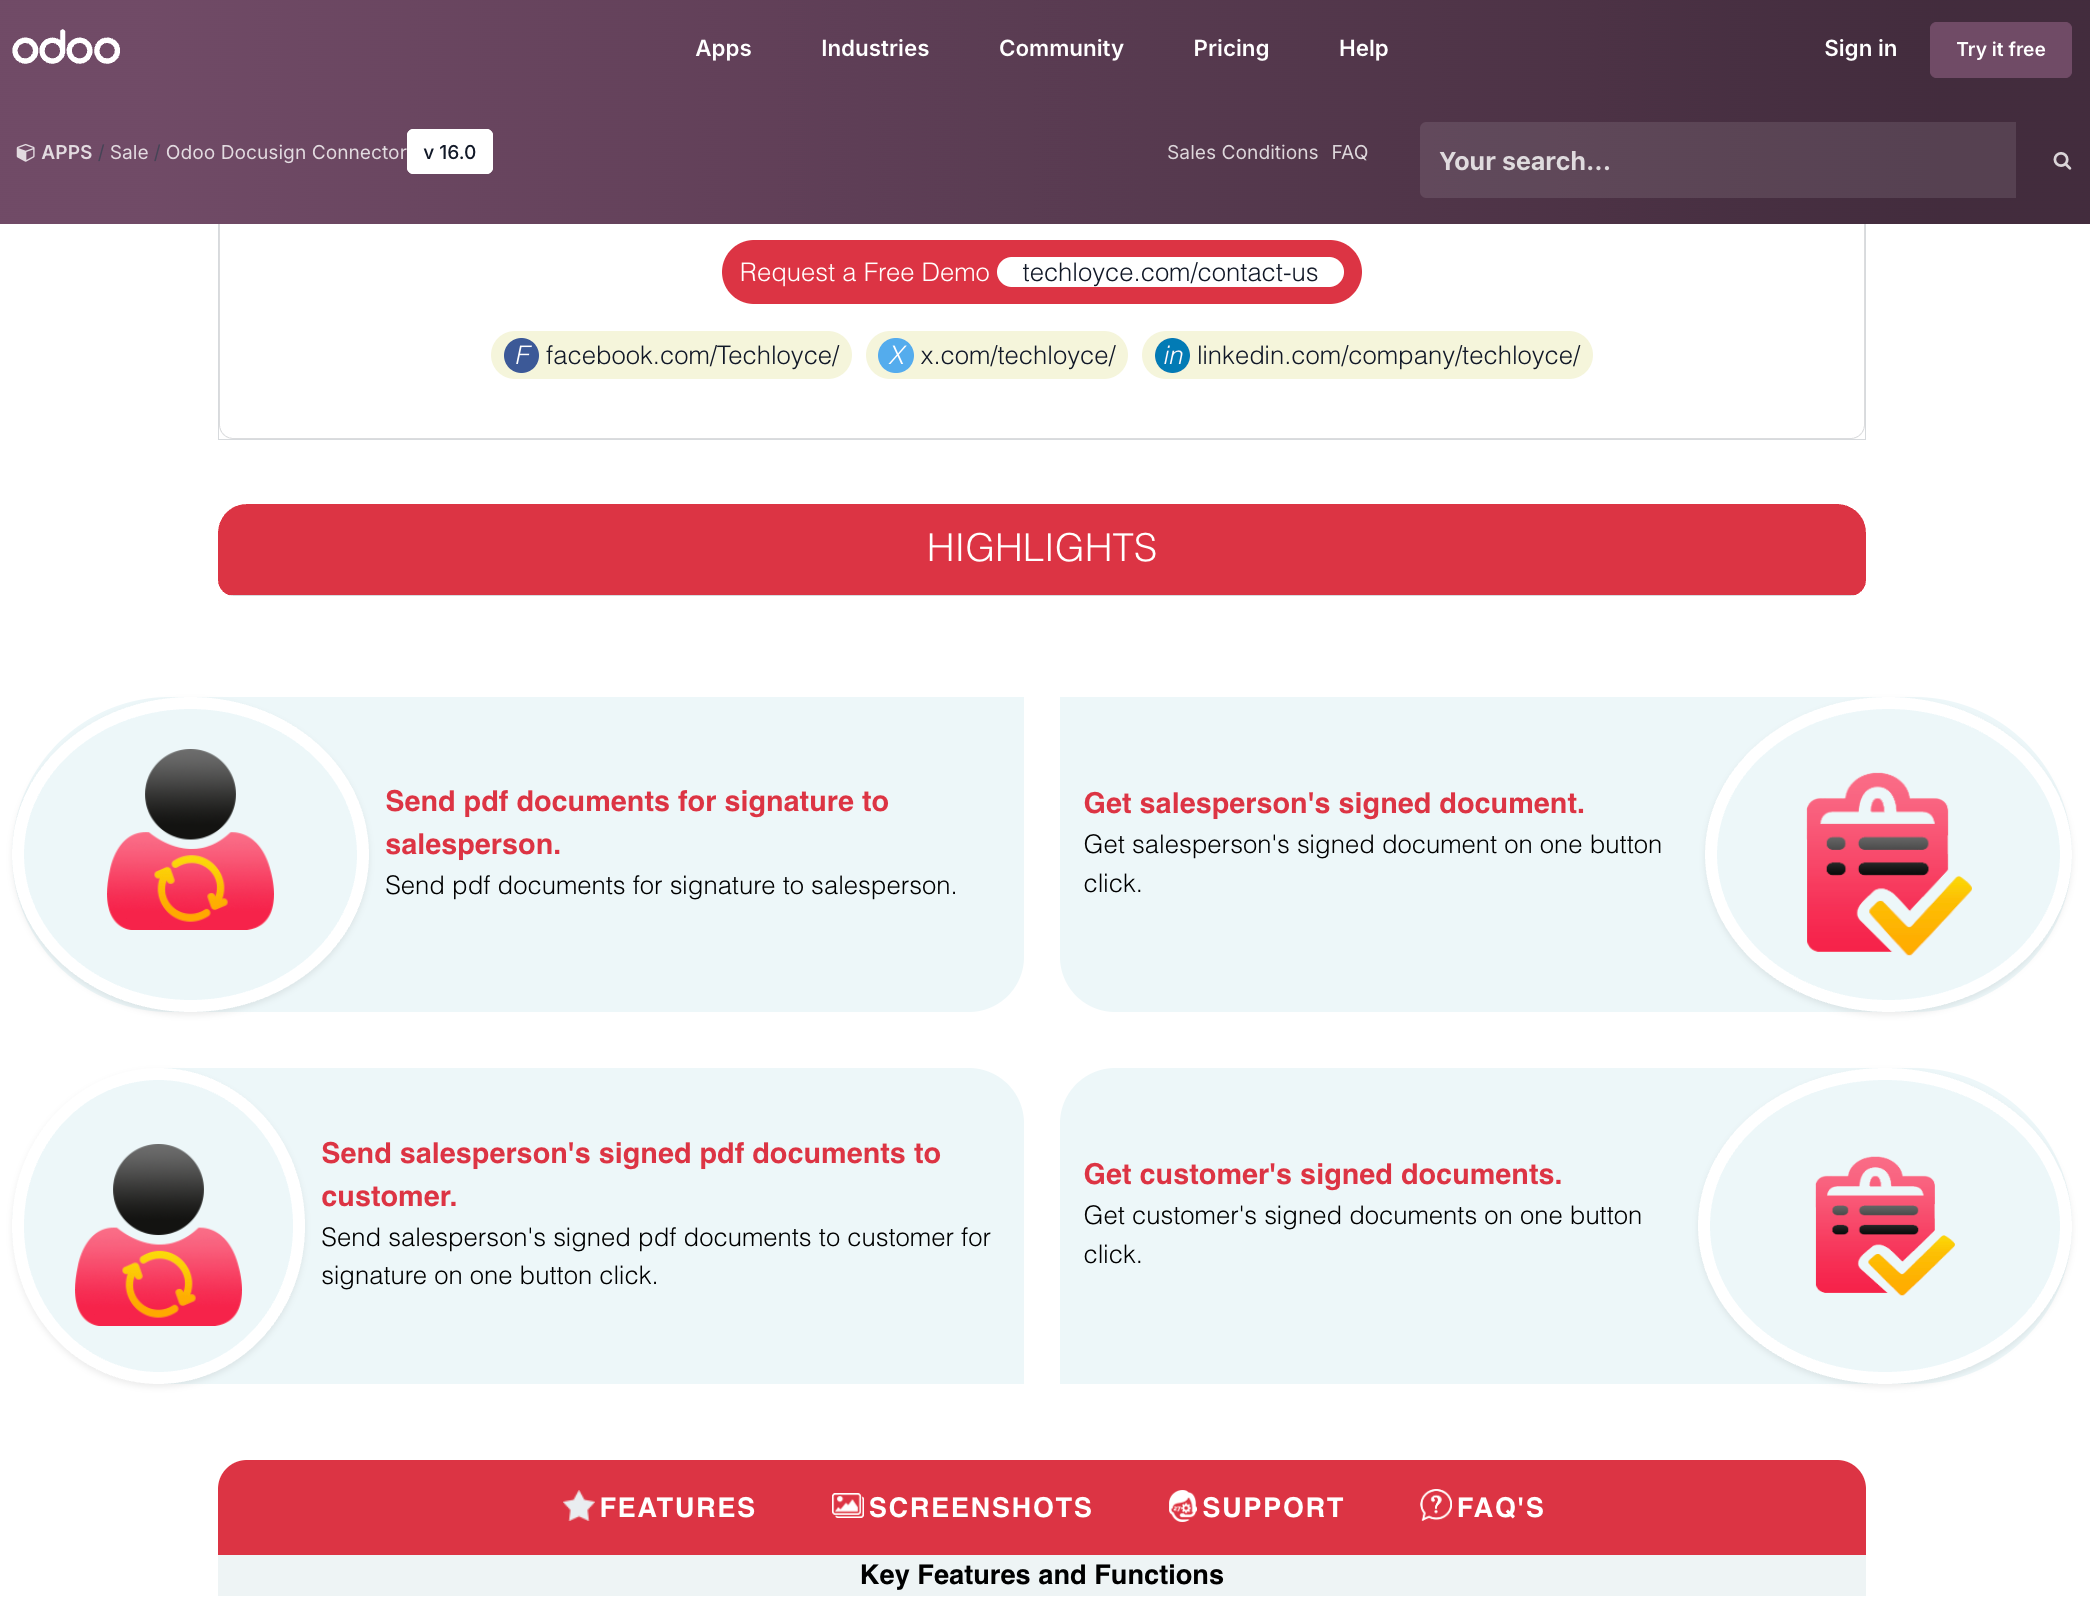 odoo
Apps Industries Community Pricing Help Sign in Try it free
APPS / Sale / Odoo Docusign Connector v 16.0 Sales Conditions FAQ Your search...
Request a Free Demo techloyce.com/contact-us
F facebook.com/Techloyce/ X x.com/techloyce/ in linkedin.com/company/techloyce/
HIGHLIGHTS
Send pdf documents for signature to
salesperson.
Send pdf documents for signature to salesperson.
Get salesperson's signed document.
Get salesperson's signed document on one button
click.
Send salesperson's signed pdf documents to
customer.
Send salesperson's signed pdf documents to customer for
signature on one button click.
Get customer's signed documents.
Get customer's signed documents on one button
click.
FEATURES SCREENSHOTS SUPPORT FAQ'S
Key Features and Functions